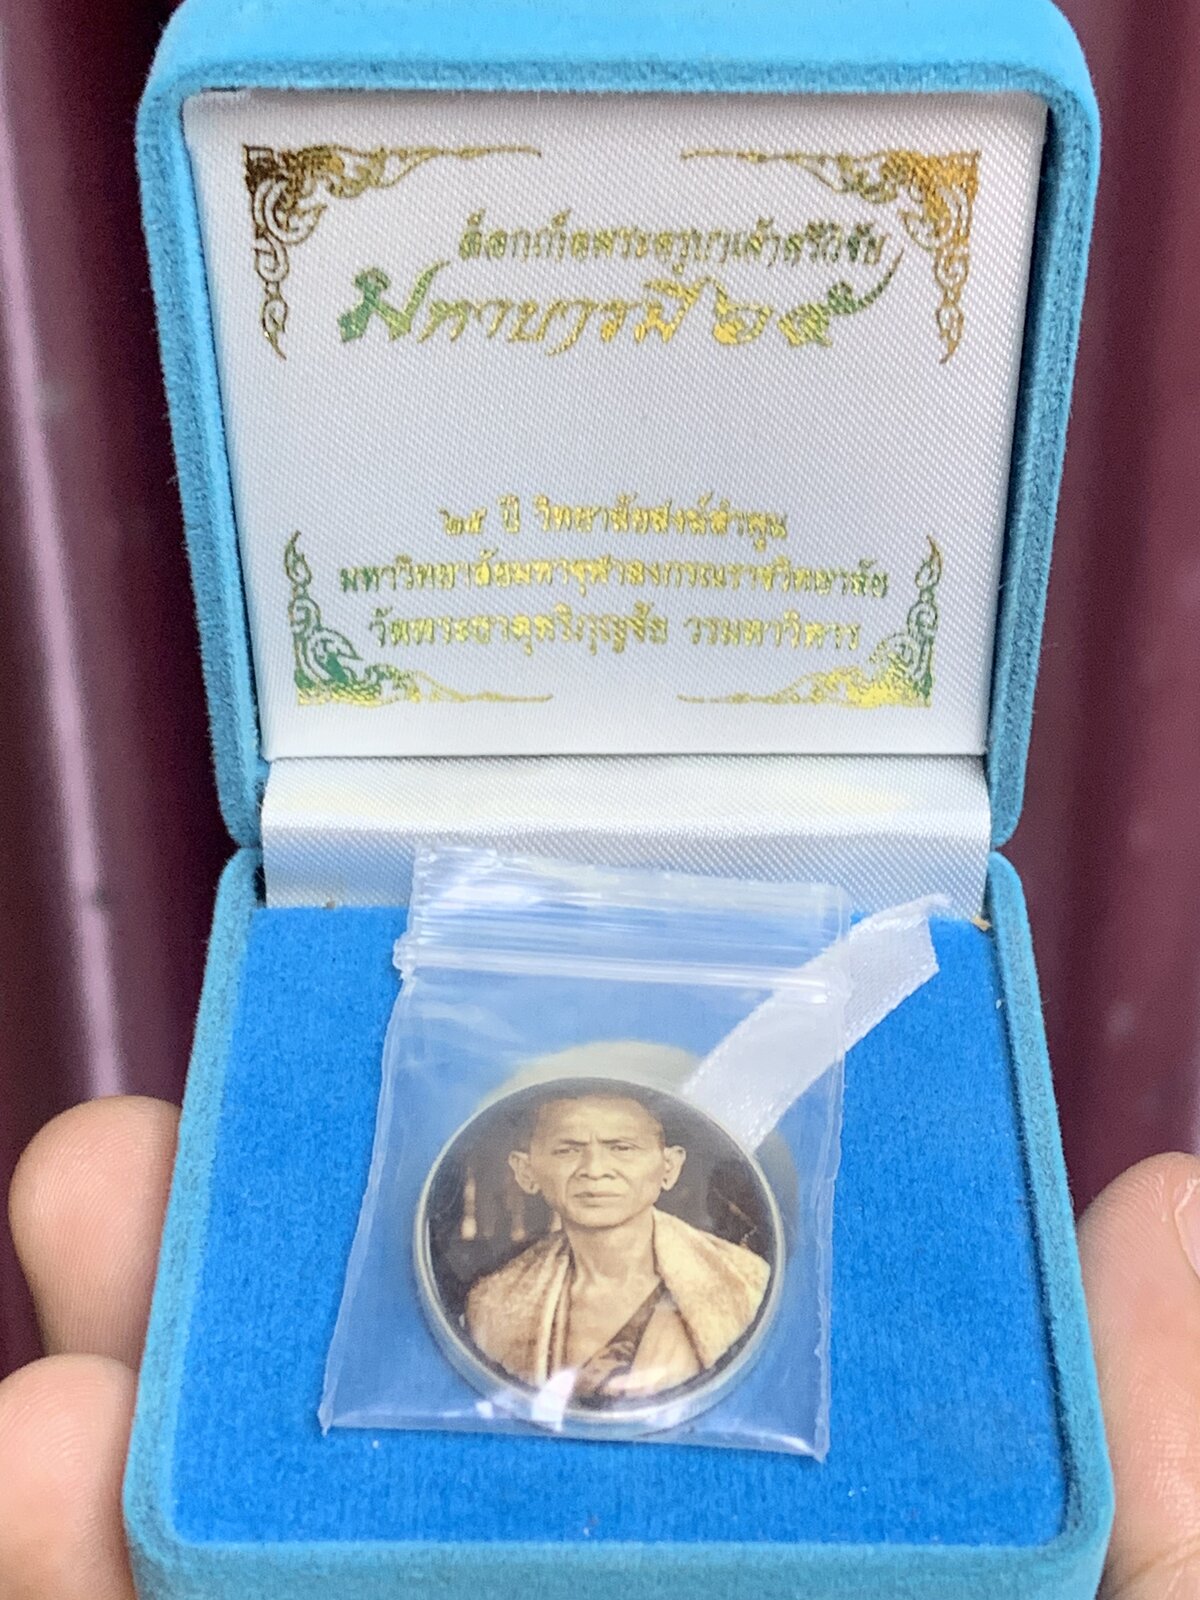 ล็อกเก็ตพระครูบาเจ้าศรีวิชัย
มหาบารมี ๒๕
๒๕ ปี วิทยาลัยสงฆ์ลำพูน
มหาวิทยาลัยมหาจุฬาลงกรณราชวิทยาลัย
วัดพระธาตุหริภุญชัย วรมหาวิหาร